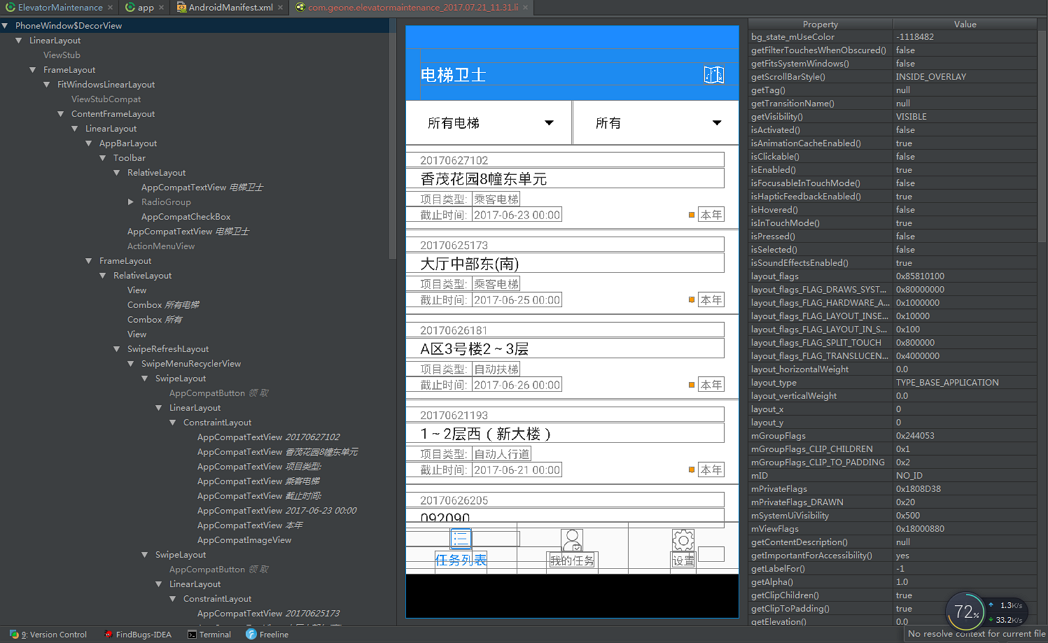 ElevatorMaintenance
app
AndroidManifest.xml
com.geone.elevatormaintenance_2017.07.21_11.31.li
PhoneWindow$DecorView
LinearLayout
ViewStub
FrameLayout
FitWindowsLinearLayout
ViewStubCompat
ContentFrameLayout
LinearLayout
AppBarLayout
Toolbar
RelativeLayout
AppCompatTextView 电梯卫士
RadioGroup
AppCompatCheckBox
AppCompatTextView 电梯卫士
ActionMenuView
FrameLayout
RelativeLayout
View
Combox 所有电梯
Combox 所有
View
SwipeRefreshLayout
SwipeMenuRecyclerView
SwipeLayout
AppCompatButton 领 取
LinearLayout
ConstraintLayout
AppCompatTextView 20170627102
AppCompatTextView 香茂花园8幢东单元
AppCompatTextView 项目类型:
AppCompatTextView 乘客电梯
AppCompatTextView 截止时间:
AppCompatTextView 2017-06-23 00:00
AppCompatTextView 本年
AppCompatImageView
SwipeLayout
AppCompatButton 领 取
LinearLayout
ConstraintLayout
AppCompatTextView 20170625173
电梯卫士
所有电梯
所有
20170627102
香茂花园8幢东单元
项目类型: 乘客电梯
截止时间: 2017-06-23 00:00 本年
20170625173
大厅中部东(南)
项目类型: 乘客电梯
截止时间: 2017-06-25 00:00 本年
20170626181
A区3号楼2～3层
项目类型: 自动扶梯
截止时间: 2017-06-26 00:00 本年
20170621193
1～2层西（新大楼）
项目类型: 自动人行道
截止时间: 2017-06-21 00:00 本年
20170626205
092090
任务列表
我的任务
设置
Property Value
bg_state_mUseColor -1118482
getFilterTouchesWhenObscured() false
getFitsSystemWindows() false
getScrollBarStyle() INSIDE_OVERLAY
getTag() null
getTransitionName() null
getVisibility() VISIBLE
isActivated() false
isAnimationCacheEnabled() true
isClickable() false
isEnabled() true
isFocusableInTouchMode() false
isHapticFeedbackEnabled() true
isHovered() false
isInTouchMode() true
isPressed() false
isSelected() false
isSoundEffectsEnabled() true
layout_flags 0x85810100
layout_flags_FLAG_DRAWS_SYST... 0x80000000
layout_flags_FLAG_HARDWARE_A... 0x1000000
layout_flags_FLAG_LAYOUT_INSE... 0x10000
layout_flags_FLAG_LAYOUT_IN_S... 0x100
layout_flags_FLAG_SPLIT_TOUCH 0x800000
layout_flags_FLAG_TRANSLUCEN... 0x4000000
layout_horizontalWeight 0.0
layout_type TYPE_BASE_APPLICATION
layout_verticalWeight 0.0
layout_x 0
layout_y 0
mGroupFlags 0x244053
mGroupFlags_CLIP_CHILDREN 0x1
mGroupFlags_CLIP_TO_PADDING 0x2
mID NO_ID
mPrivateFlags 0x1808D38
mPrivateFlags_DRAWN 0x20
mSystemUiVisibility 0x500
mViewFlags 0x18000880
getContentDescription() null
getImportantForAccessibility() yes
getLabelFor() -1
getAlpha() 1.0
getClipChildren() true
getClipToPadding() true
getElevation() 0.0
72%
1.3K/s
33.2K/s
9: Version Control
FindBugs-IDEA
Terminal
Freeline
No resolve context for current file